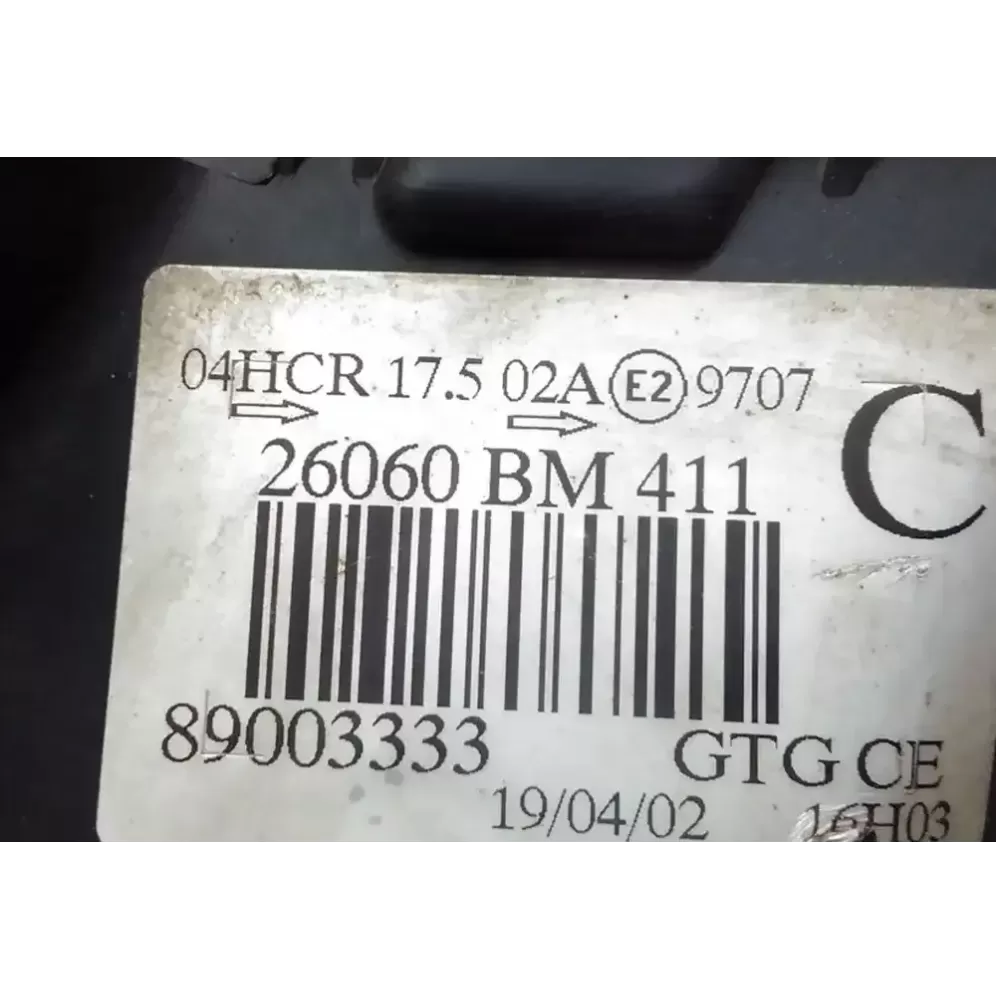 04HCR 17.5 02A E2 9707
C
26060 BM 411
89003333 GTG CE
19/04/02 16H03